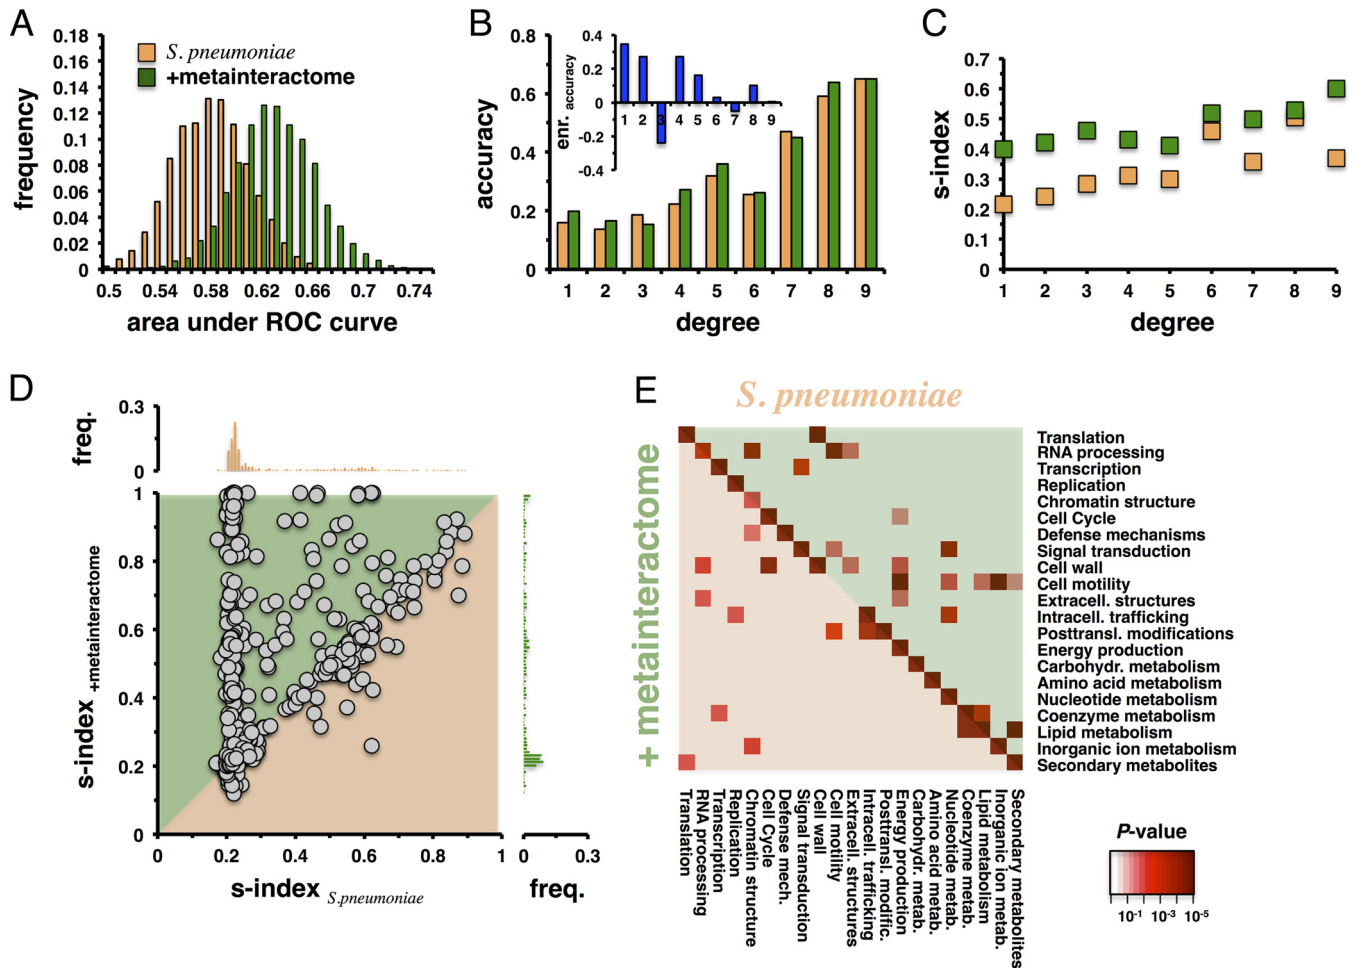 A
frequency
0.18
0.16
0.14
0.12
0.1
0.08
0.06
0.04
0.02
0
S. pneumoniae
+metainteractome
0.5 0.54 0.58 0.62 0.66 0.7 0.74
area under ROC curve
B
accuracy
0.8
0.6
0.4
0.2
0
enr. accuracy
0.4
0.2
0
-0.2
-0.4
1 2 3 4 5 6 7 8 9
1 2 3 4 5 6 7 8 9
degree
C
s-index
0.7
0.6
0.5
0.4
0.3
0.2
0.1
0
1 2 3 4 5 6 7 8 9
degree
D
freq.
0.3
0
s-index +metainteractome
1
0.8
0.6
0.4
0.2
0
0 0.2 0.4 0.6 0.8 1
s-index S.pneumoniae
0 0.3
freq.
E
S. pneumoniae
+ metainteractome
Translation
RNA processing
Transcription
Replication
Chromatin structure
Cell Cycle
Defense mechanisms
Signal transduction
Cell wall
Cell motility
Extracell. structures
Intracell. trafficking
Posttransl. modifications
Energy production
Carbohydr. metabolism
Amino acid metabolism
Nucleotide metabolism
Coenzyme metabolism
Lipid metabolism
Inorganic ion metabolism
Secondary metabolites
Translation
RNA processing
Transcription
Replication
Chromatin structure
Cell Cycle
Defense mech.
Signal transduction
Cell wall
Cell motility
Extracell. structures
Intracell. trafficking
Posttransl. modific.
Energy production
Carbohydr. metab.
Amino acid metab.
Nucleotide metab.
Coenzyme metab.
Lipid metabolism
Inorganic ion metab.
Secondary metabolites
P-value
10-1 10-3 10-5